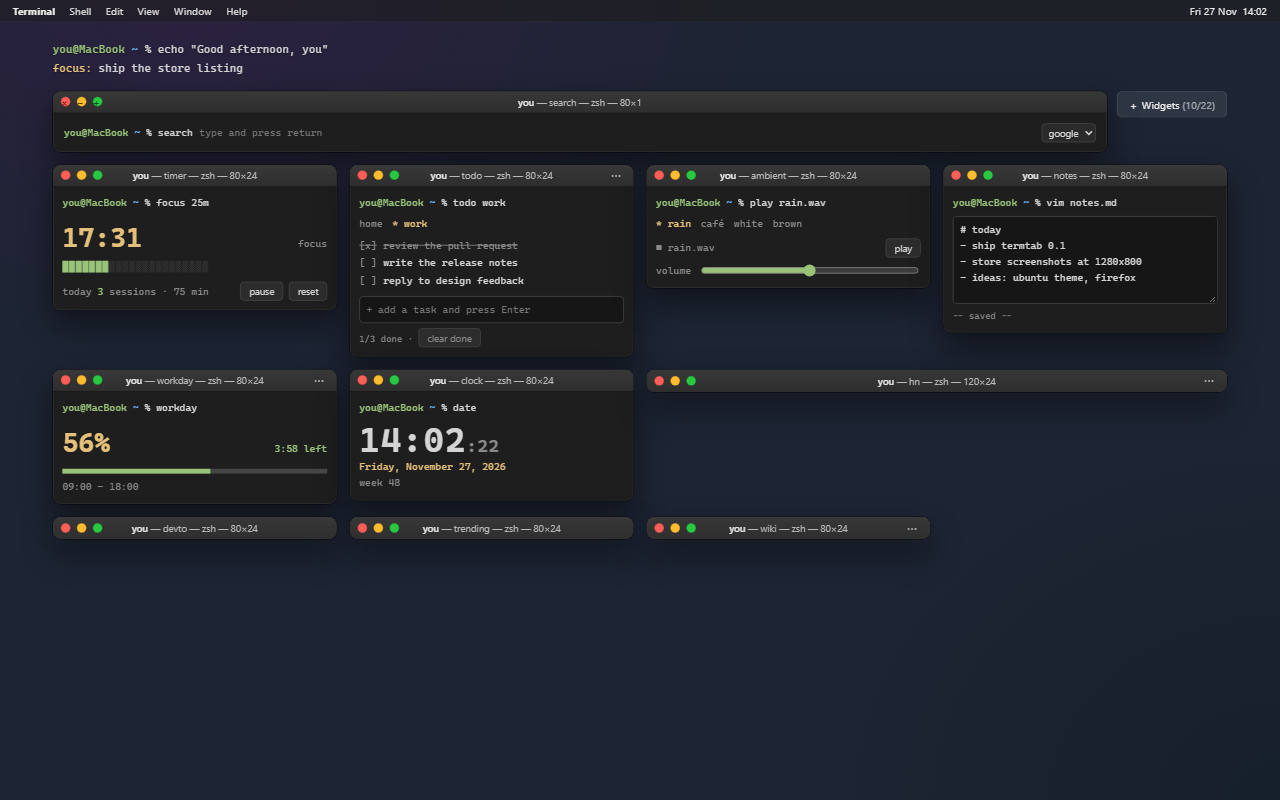 Terminal Shell Edit View Window Help Fri 27 Nov 14:02
you@MacBook ~ % echo "Good afternoon, you"
focus: ship the store listing
you — search — zsh — 80×1
+ Widgets (10/22)
you@MacBook ~ % search type and press return google
you — timer — zsh — 80×24
you@MacBook ~ % focus 25m
17:31 focus
today 3 sessions · 75 min pause reset
you — todo — zsh — 80×24 ···
you@MacBook ~ % todo work
home * work
[x] review the pull request
[ ] write the release notes
[ ] reply to design feedback
+ add a task and press Enter
1/3 done · clear done
you — ambient — zsh — 80×24
you@MacBook ~ % play rain.wav
* rain café white brown
■ rain.wav play
volume
you — notes — zsh — 80×24
you@MacBook ~ % vim notes.md
# today
- ship termtab 0.1
- store screenshots at 1280x800
- ideas: ubuntu theme, firefox
-- saved --
you — workday — zsh — 80×24 ···
you@MacBook ~ % workday
56% 3:58 left
09:00 – 18:00
you — clock — zsh — 80×24
you@MacBook ~ % date
14:02:22
Friday, November 27, 2026
week 48
you — hn — zsh — 120×24 ···
you — devto — zsh — 80×24
you — trending — zsh — 80×24
you — wiki — zsh — 80×24 ···